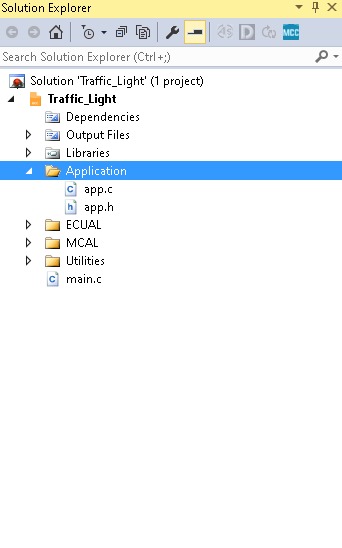 Solution Explorer
MCC
Search Solution Explorer (Ctrl+;)
Solution 'Traffic_Light' (1 project)
Traffic_Light
Dependencies
Output Files
Libraries
Application
app.c
app.h
ECUAL
MCAL
Utilities
main.c